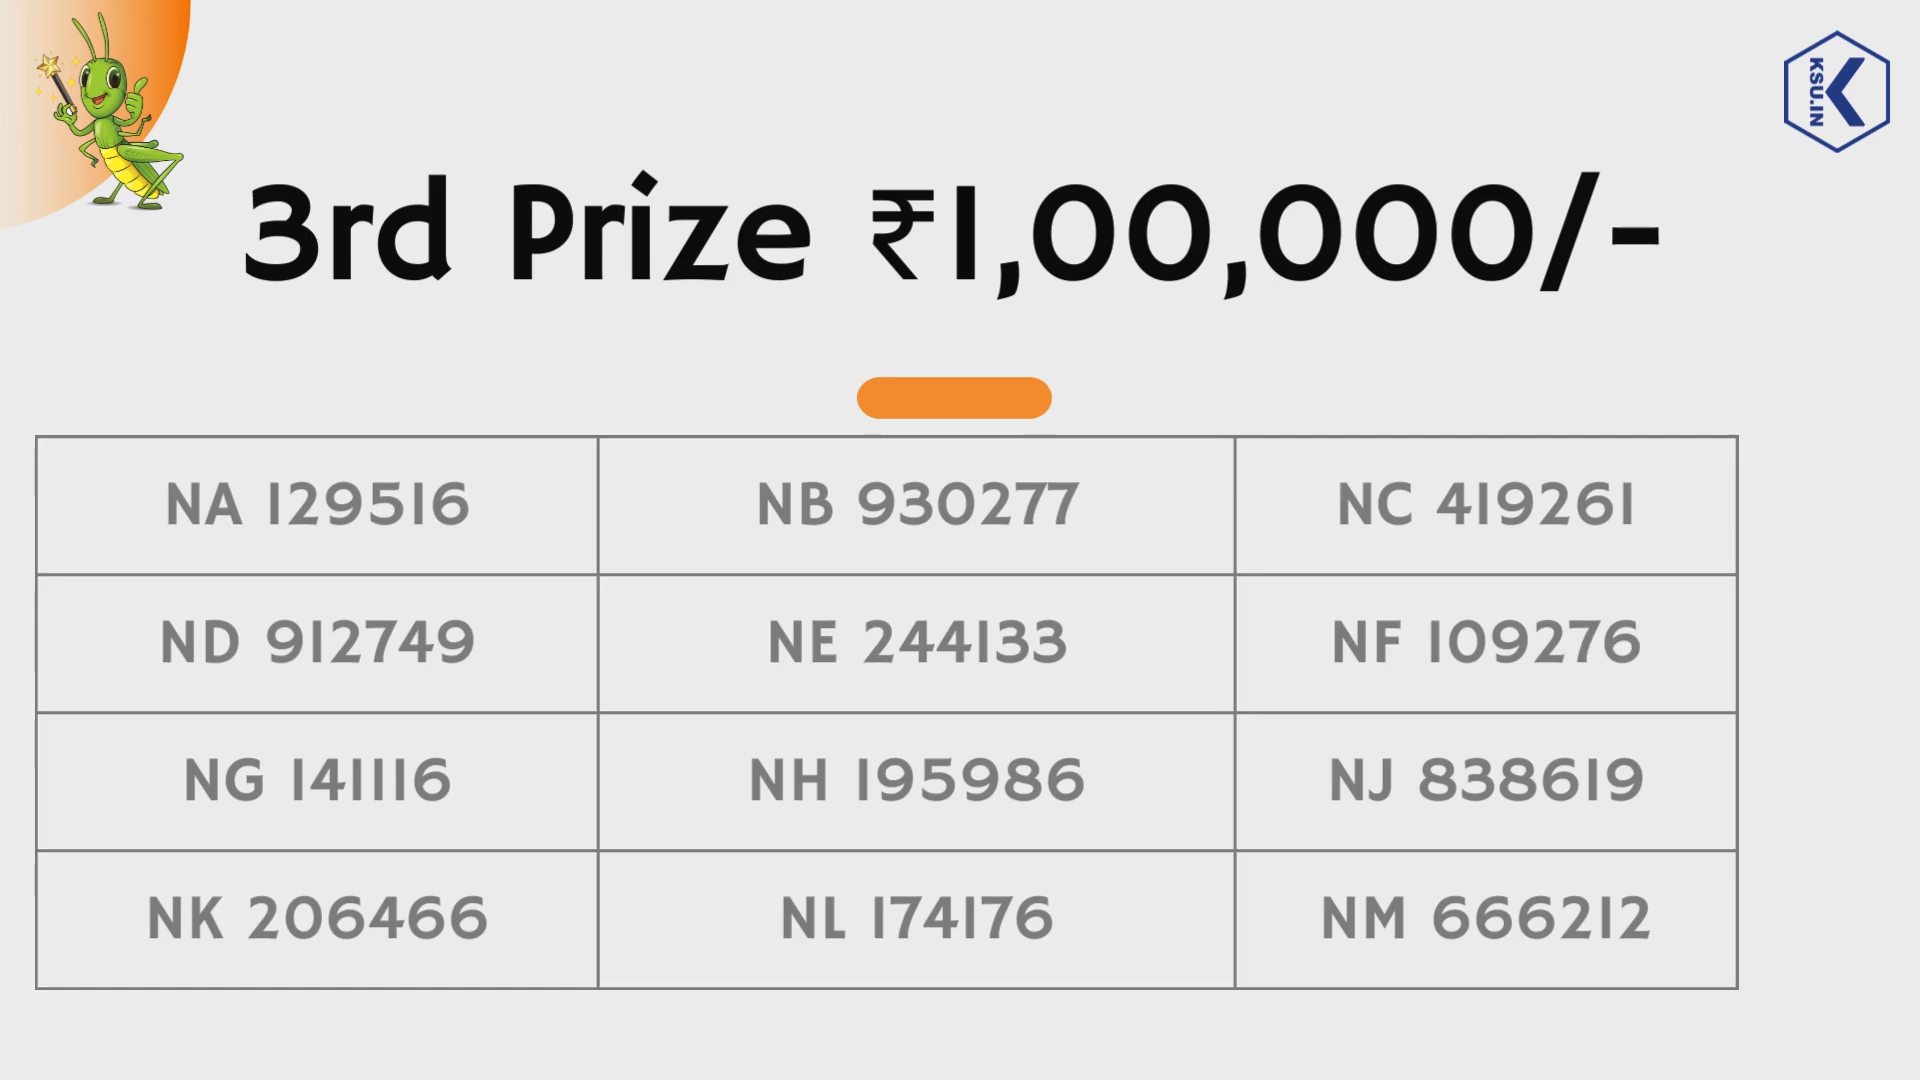 KSU.IN
3rd Prize ₹1,00,000/-
NA 129516 NB 930277 NC 419261
ND 912749 NE 244133 NF 109276
NG 141116 NH 195986 NJ 838619
NK 206466 NL 174176 NM 666212